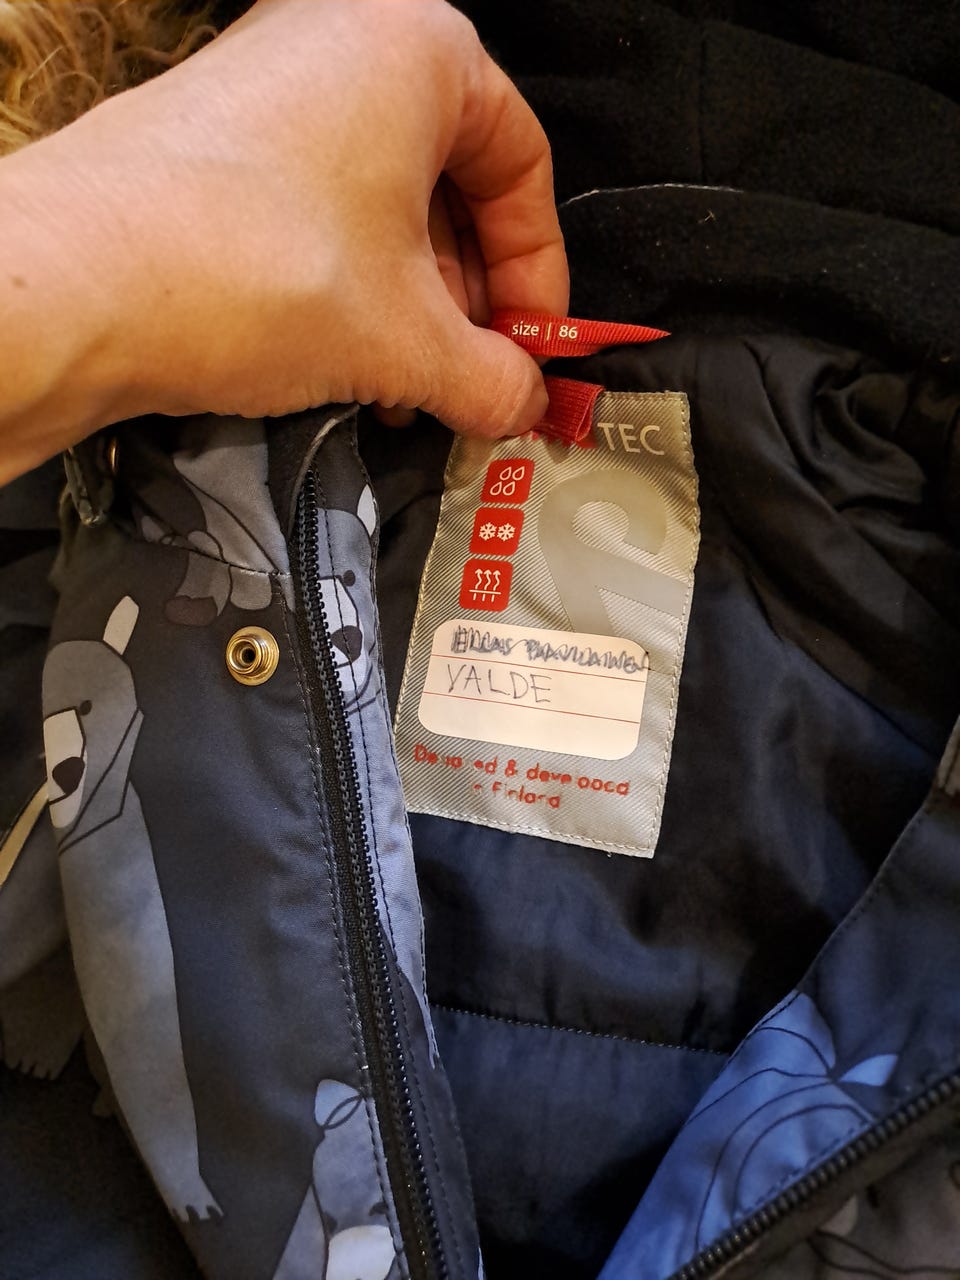 size | 86
TEC
VALDE
Designed & developed
in Finland